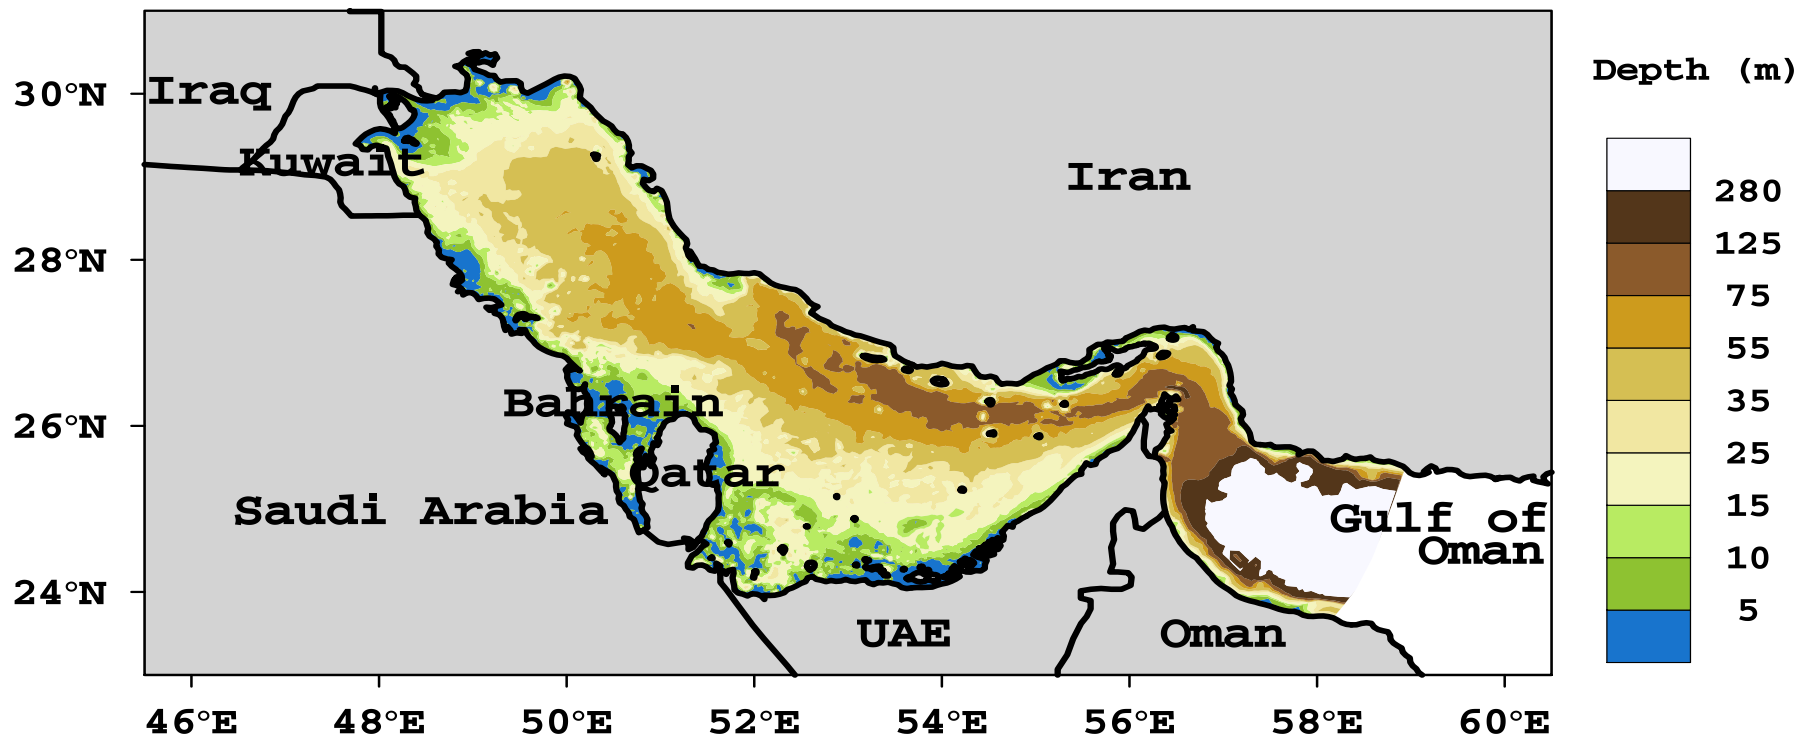 Depth (m)
30°N
Iraq
Kuwait
Iran
280
125
28°N
75
55
Bahrain
35
26°N
25
Qatar
Saudi Arabia
15
Gulf of
Oman
10
24°N
5
UAE
Oman
46°E 48°E 50°E 52°E 54°E 56°E 58°E 60°E